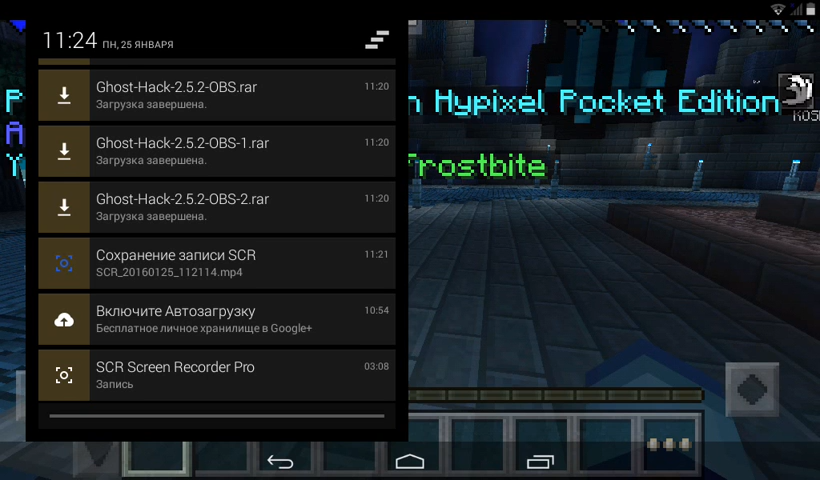 11:24 ПН, 25 ЯНВАРЯ
Ghost-Hack-2.5.2-OBS.rar 11:20
Загрузка завершена.
Ghost-Hack-2.5.2-OBS-1.rar 11:20
Загрузка завершена.
Ghost-Hack-2.5.2-OBS-2.rar 11:20
Загрузка завершена.
Сохранение записи SCR 11:21
SCR_20160125_112114.mp4
Включите Автозагрузку 10:54
Бесплатное личное хранилище в Google+
SCR Screen Recorder Pro 03:08
Запись
Hypixel Pocket Edition
Frostbite